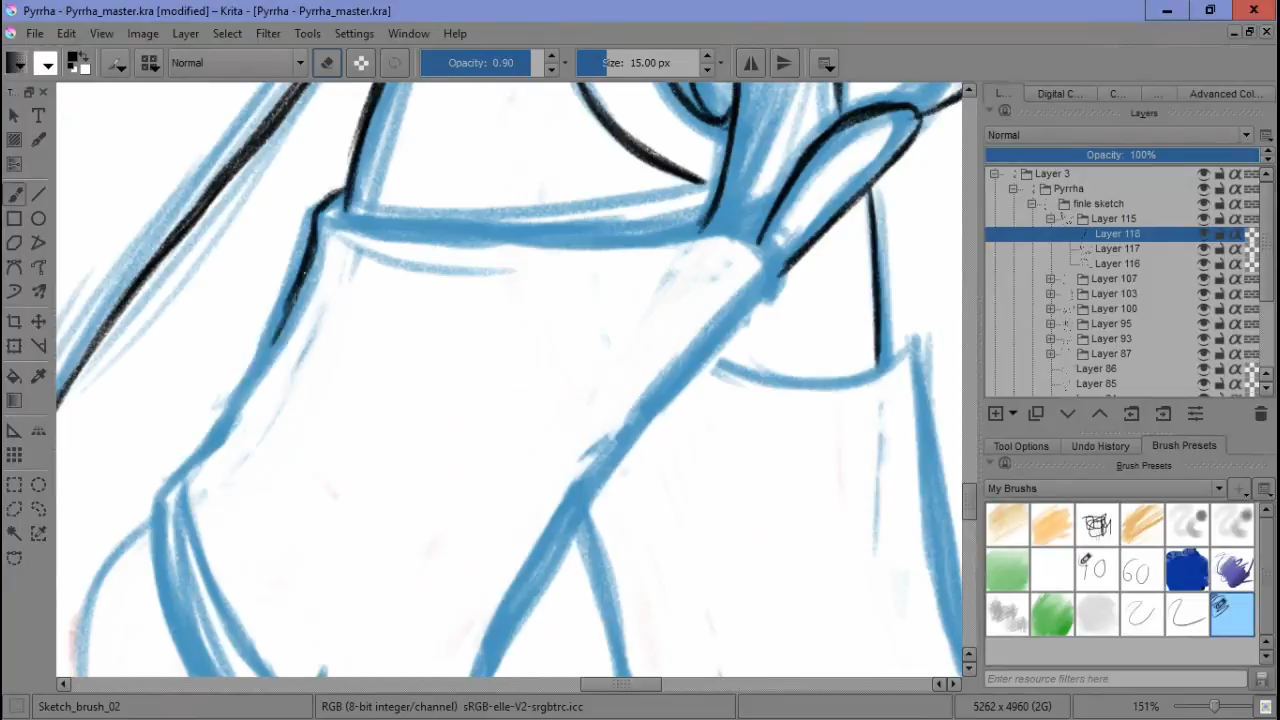 Pyrrha - Pyrrha_master.kra [modified] – Krita - [Pyrrha - Pyrrha_master.kra]
File Edit View Image Layer Select Filter Tools Settings Window Help
Normal Opacity: 0.90 Size: 15.00 px
T... L... Digital C... C... ... Advanced Col...
Layers
Normal
Opacity: 100%
Layer 3
Pyrrha
finle sketch
Layer 115
Layer 118
Layer 117
Layer 116
Layer 107
Layer 103
Layer 100
Layer 95
Layer 93
Layer 87
Layer 86
Layer 85
Tool Options Undo History Brush Presets
Brush Presets
My Brushes
10 60
Enter resource filters here
Sketch_brush_02 RGB (8-bit integer/channel) sRGB-elle-V2-srgbtrc.icc 5262 x 4960 (2G) 151%